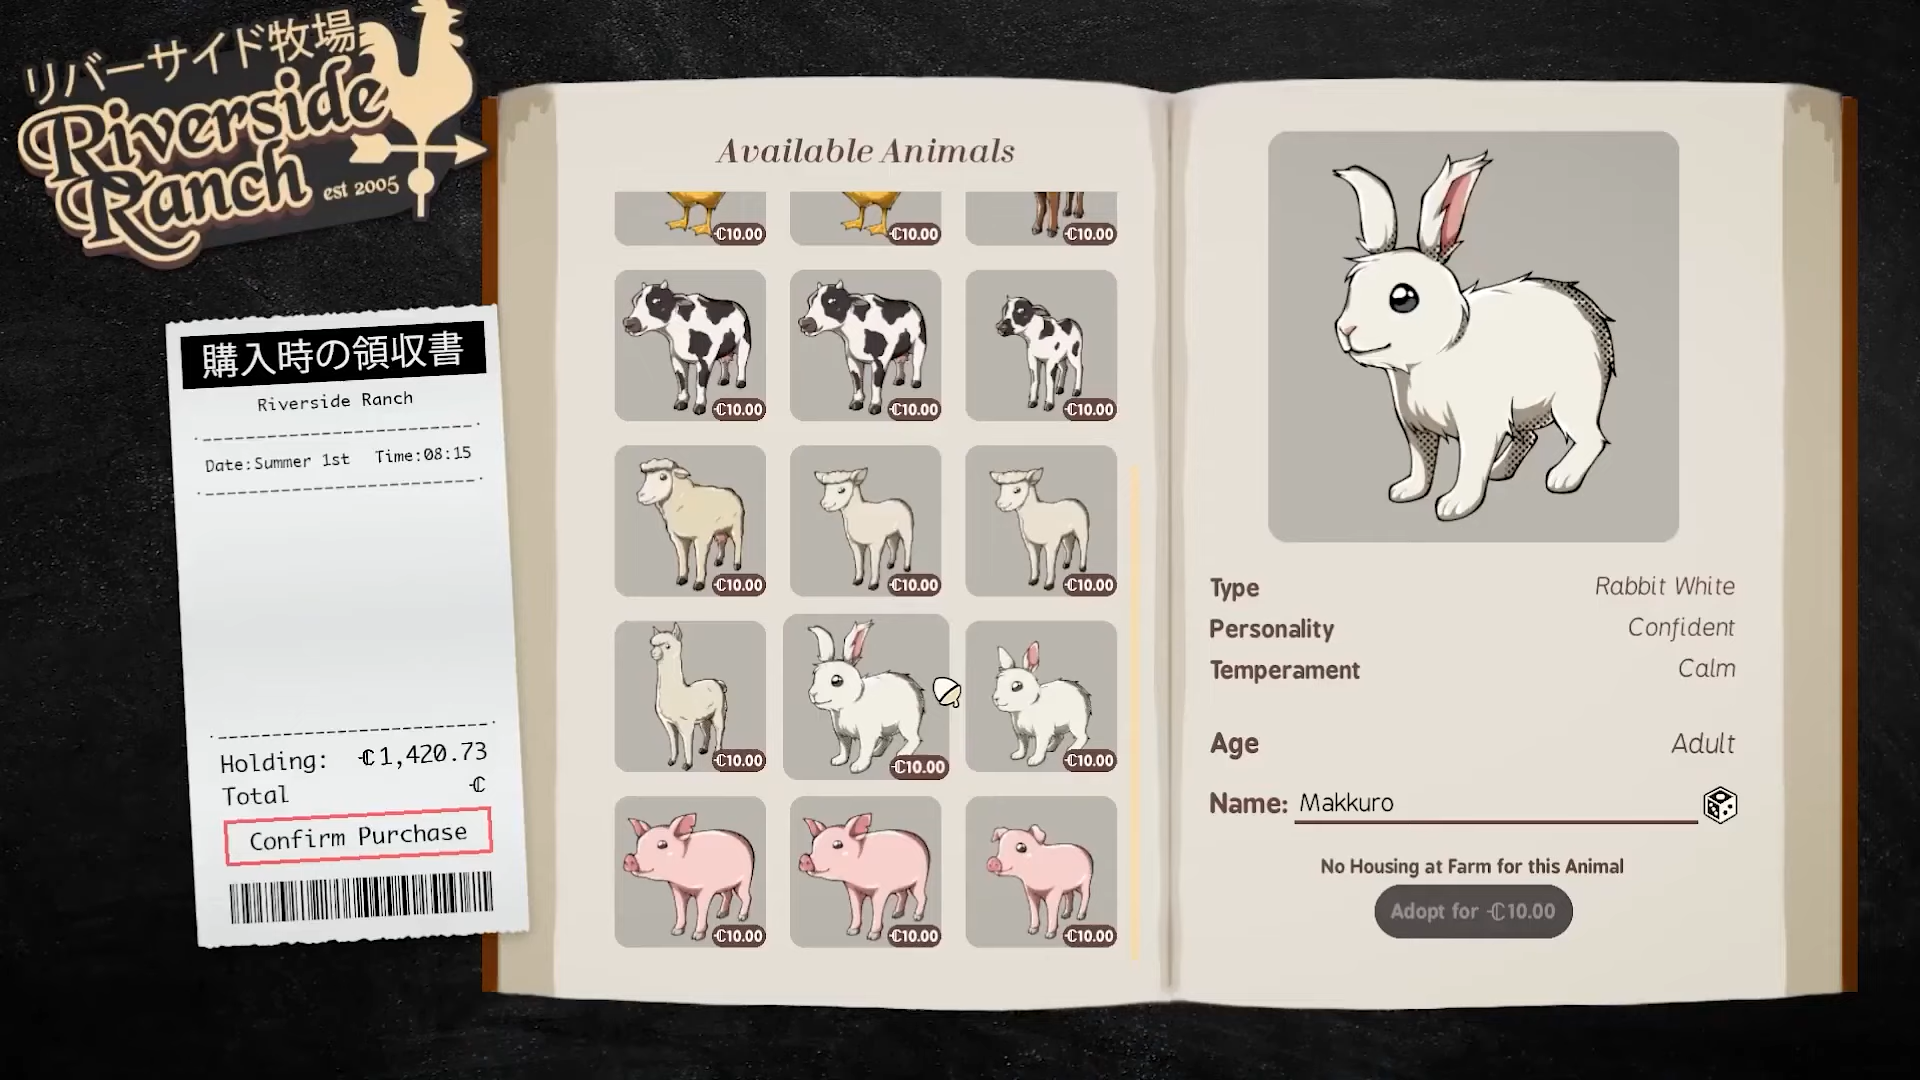 リバーサイド牧場
Riverside
Ranch
est 2005
購入時の領収書
Riverside Ranch
Date:Summer 1st Time:08:15
Holding: ₵1,420.73
Total ₵
Confirm Purchase
Available Animals
₵10.00 ₵10.00 ₵10.00
₵10.00 ₵10.00 ₵10.00
₵10.00 ₵10.00 ₵10.00
₵10.00 ₵10.00 ₵10.00
₵10.00 ₵10.00 ₵10.00
Type Rabbit White
Personality Confident
Temperament Calm
Age Adult
Name: Makkuro
No Housing at Farm for this Animal
Adopt for ₵10.00